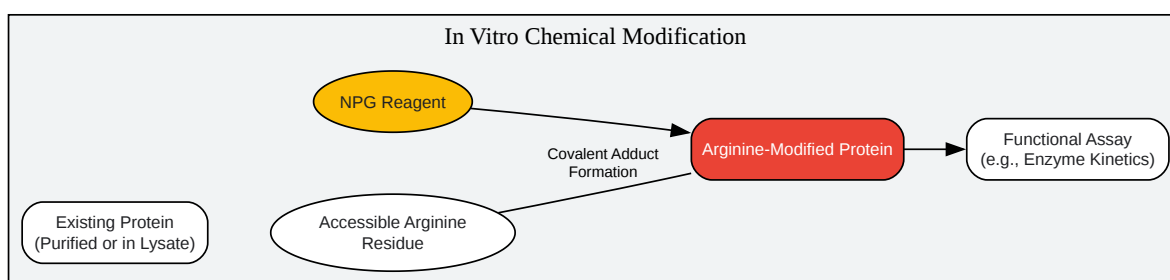 In Vitro Chemical Modification
NPG Reagent
Covalent Adduct
Formation
Arginine-Modified Protein
Functional Assay
(e.g., Enzyme Kinetics)
Existing Protein
(Purified or in Lysate)
Accessible Arginine
Residue